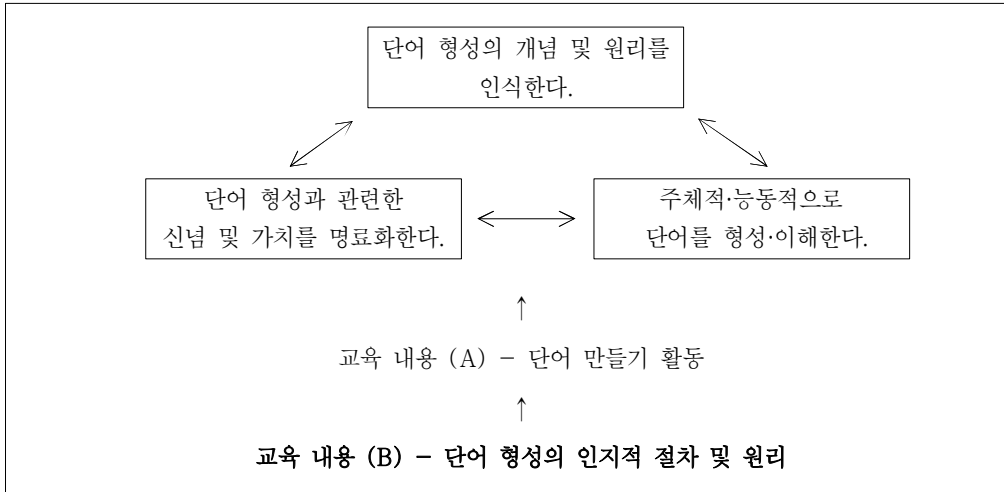 단어 형성의 개념 및 원리를
인식한다.
단어 형성과 관련한
신념 및 가치를 명료화한다.
주체적·능동적으로
단어를 형성·이해한다.
↑
교육 내용 (A) - 단어 만들기 활동
↑
교육 내용 (B) - 단어 형성의 인지적 절차 및 원리